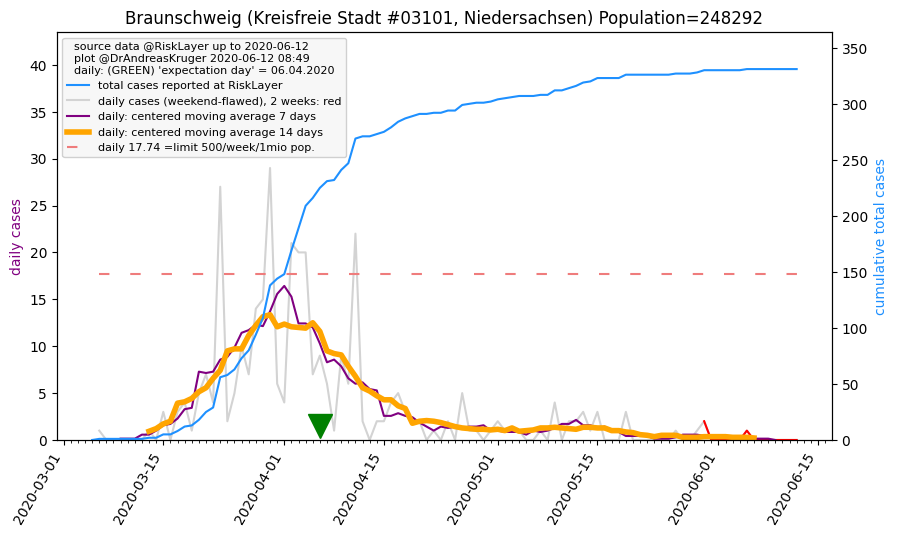 Braunschweig (Kreisfreie Stadt #03101, Niedersachsen) Population=248292
source data @RiskLayer up to 2020-06-12
plot @DrAndreasKruger 2020-06-12 08:49
daily: (GREEN) 'expectation day' = 06.04.2020
total cases reported at RiskLayer
daily cases (weekend-flawed), 2 weeks: red
daily: centered moving average 7 days
daily: centered moving average 14 days
daily 17.74 =limit 500/week/1mio pop.
daily cases
40
35
30
25
20
15
10
5
0
cumulative total cases
350
300
250
200
150
100
50
0
2020-03-01
2020-03-15
2020-04-01
2020-04-15
2020-05-01
2020-05-15
2020-06-01
2020-06-15